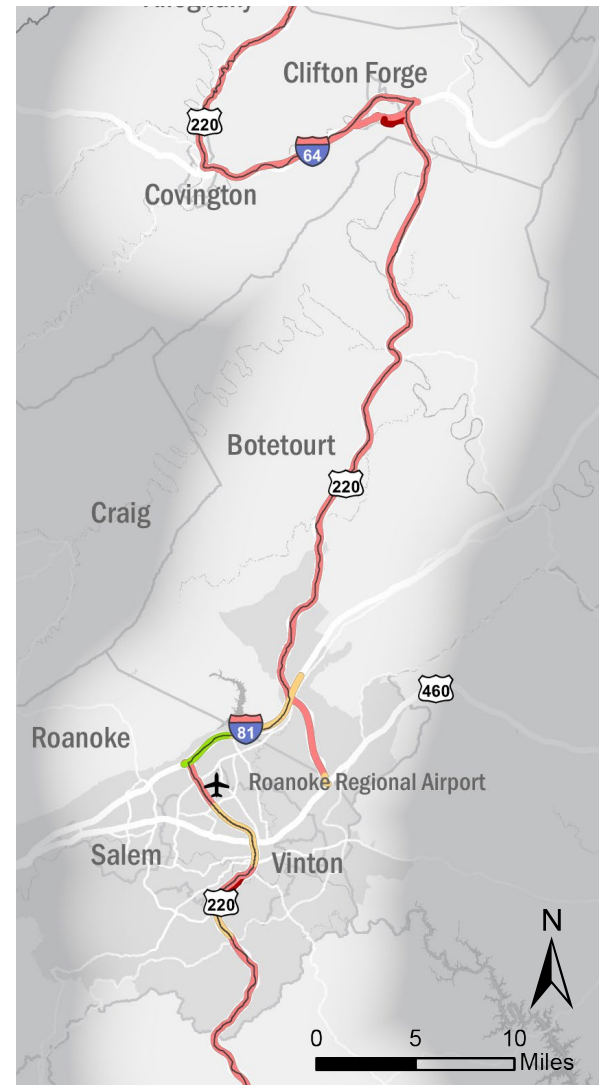 Alleghany
Clifton Forge
220
64
Covington
Botetourt
220
Craig
460
Roanoke
81
Roanoke Regional Airport
Salem
Vinton
220
N
0 5 10
Miles